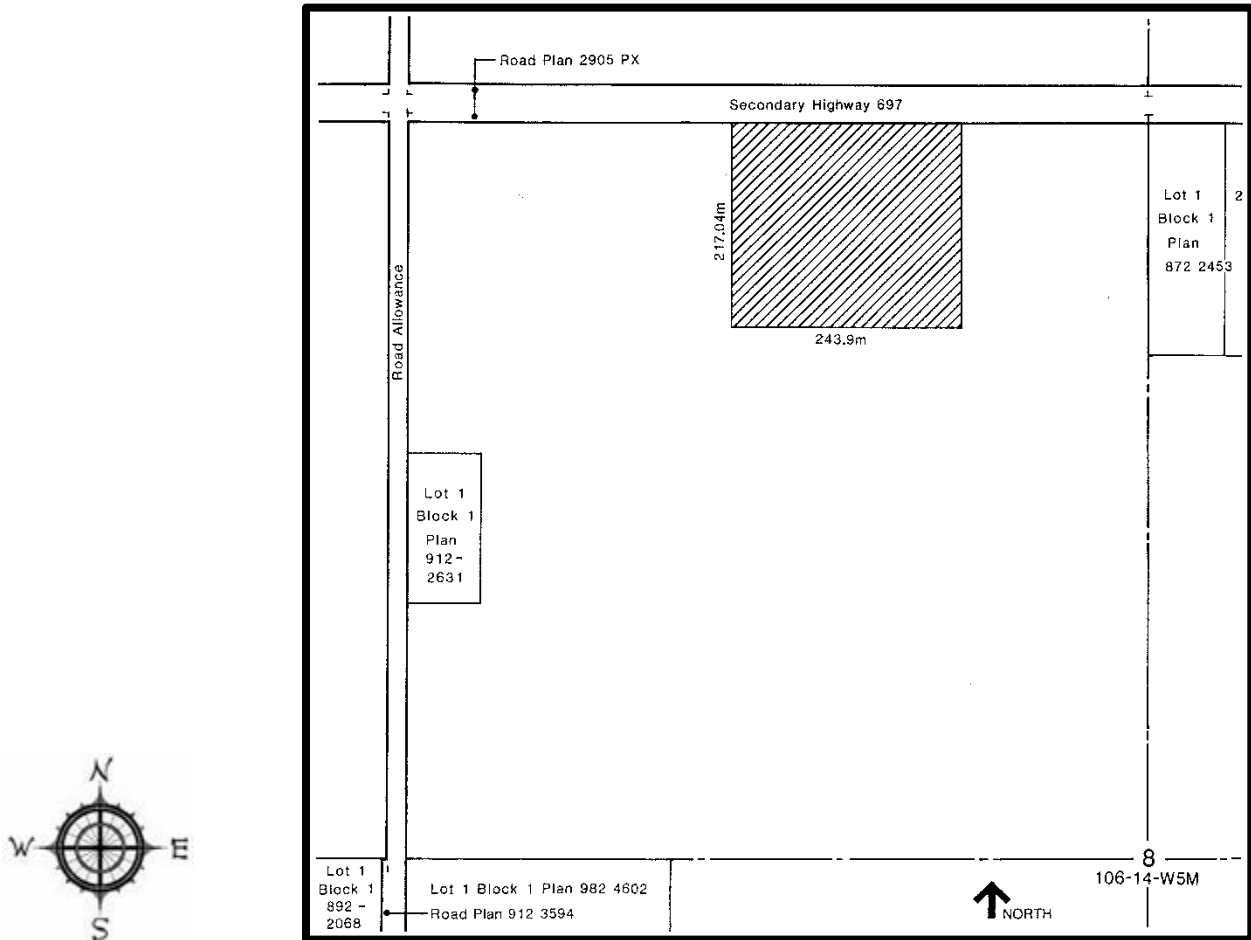 Road Plan 2905 PX
Secondary Highway 697
Lot 1
Block 1
Plan
872 2453
2
217.04m
243.9m
Road Allowance
Lot 1
Block 1
Plan
912-
2631
N
W
E
S
8
106-14-W5M
Lot 1
Block 1
892 -
2068
Lot 1 Block 1 Plan 982 4602
Road Plan 912 3594
NORTH